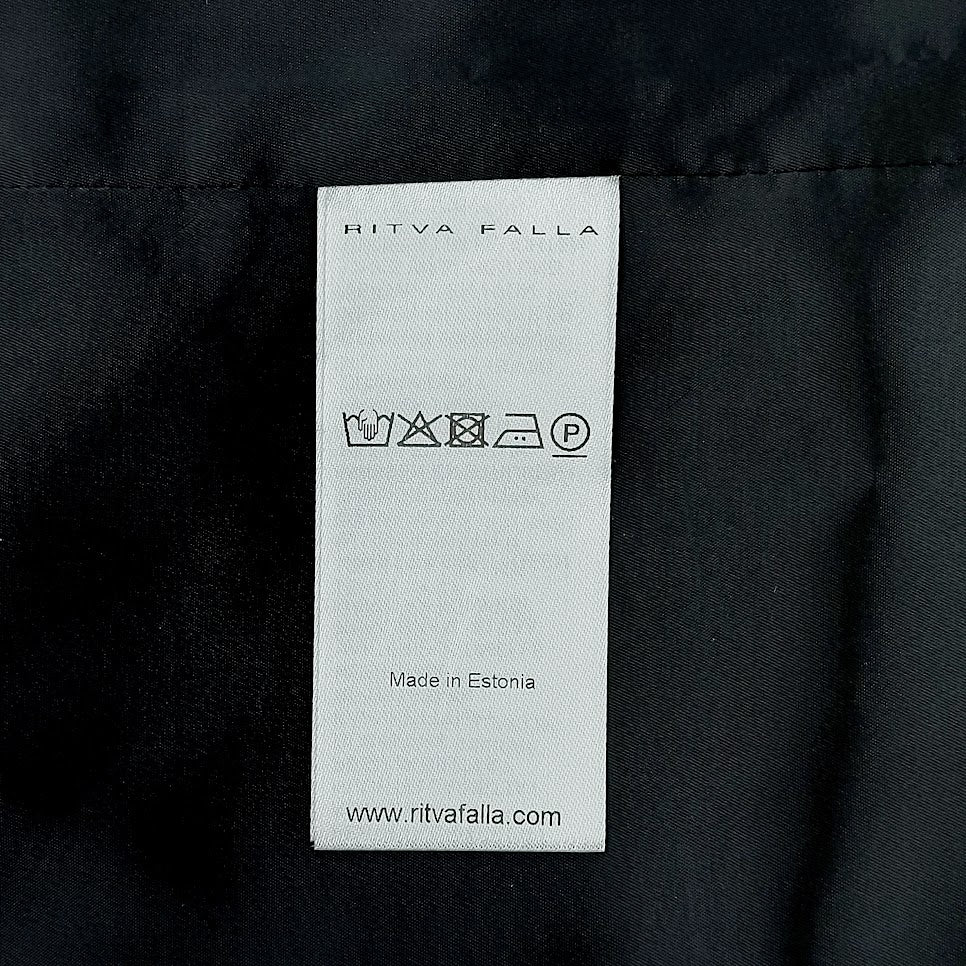 RITVA FALLA
P
Made in Estonia
www.ritvafalla.com